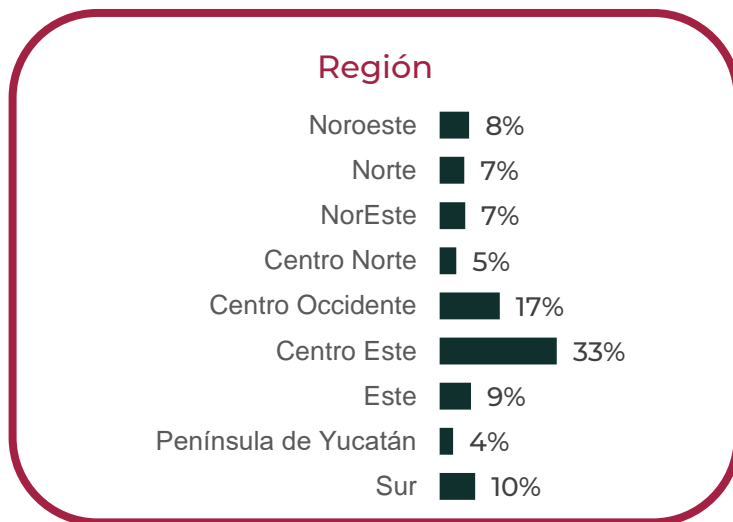 Región
Noroeste 8%
Norte 7%
NorEste 7%
Centro Norte 5%
Centro Occidente 17%
Centro Este 33%
Este 9%
Península de Yucatán 4%
Sur 10%